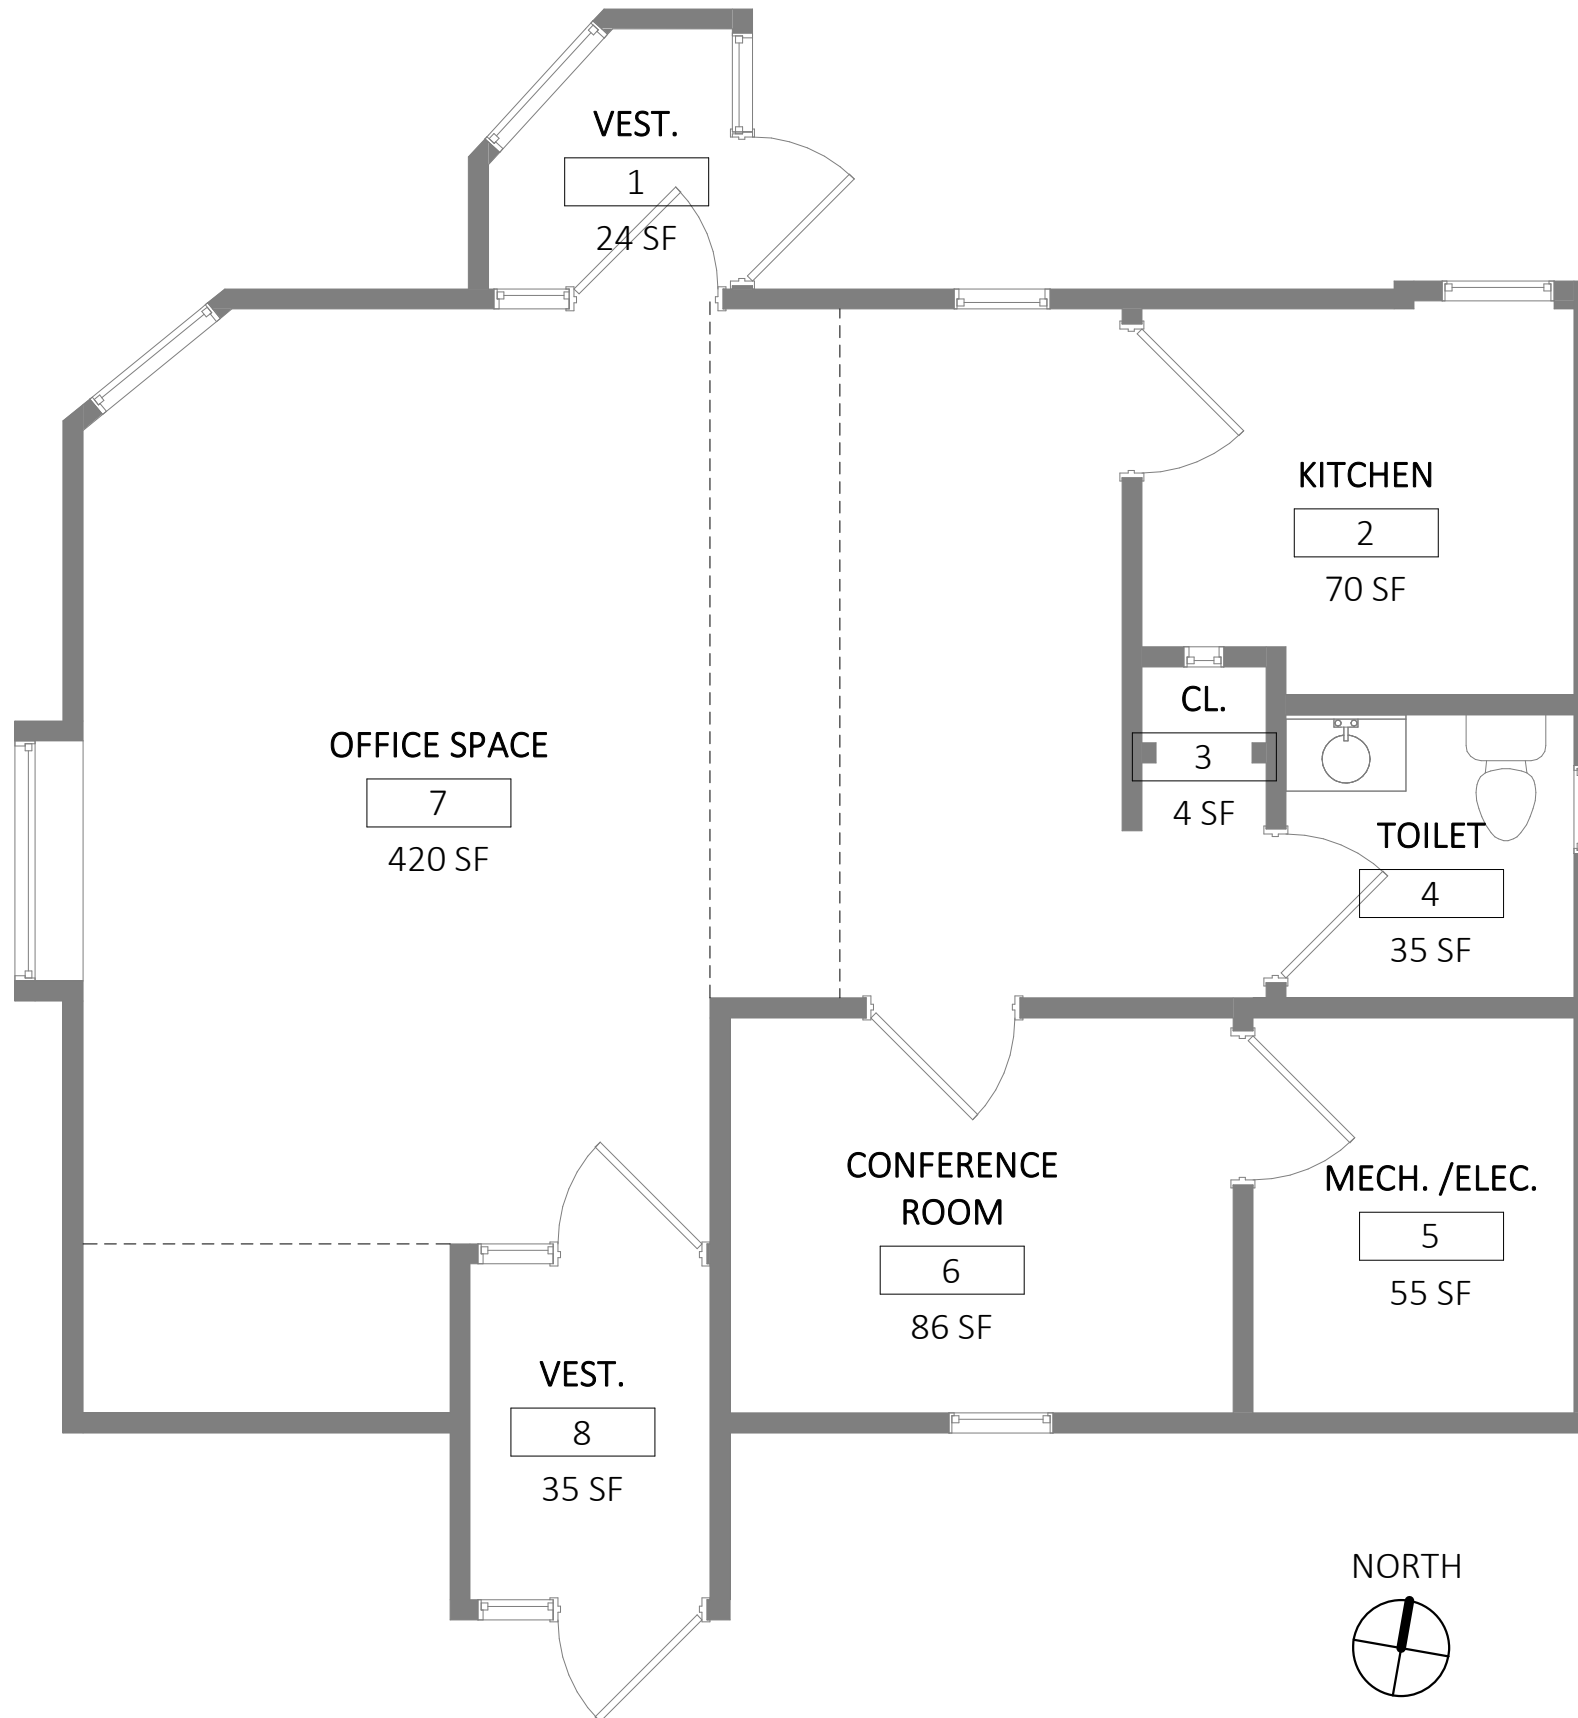 VEST.
1
24 SF
KITCHEN
2
70 SF
CL.
3
4 SF
OFFICE SPACE
7
420 SF
TOILET
4
35 SF
CONFERENCE
ROOM
6
86 SF
MECH. /ELEC.
5
55 SF
VEST.
8
35 SF
NORTH